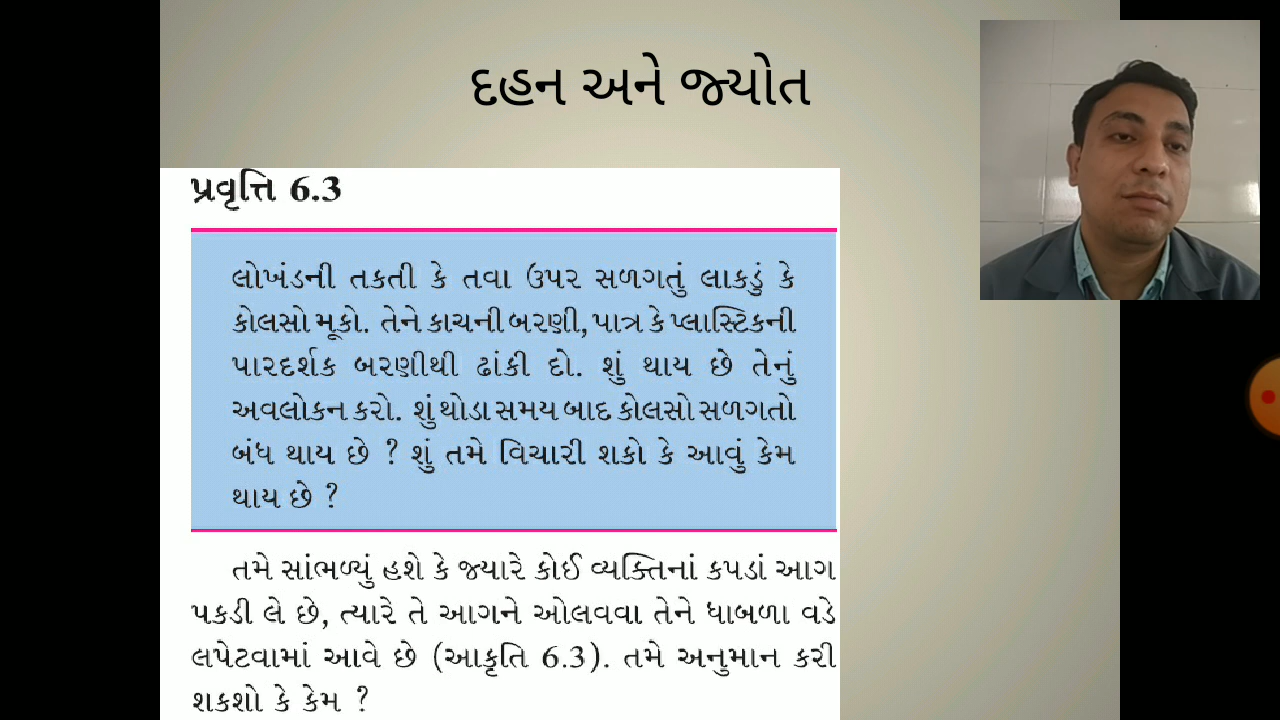 દહન અને જ્યોત
પ્રવૃત્તિ 6.3
લોખંડની તકતી કે તવા ઉપર સળગતું લાકડું કે
કોલસો મૂકો. તેને કાચની બરણી, પાત્ર કે પ્લાસ્ટિકની
પારદર્શક બરણીથી ઢાંકી દો. શું થાય છે તેનું
અવલોકન કરો. શું થોડા સમય બાદ કોલસો સળગતો
બંધ થાય છે ? શું તમે વિચારી શકો કે આવું કેમ
થાય છે ?
તમે સાંભળ્યું હશે કે જ્યારે કોઈ વ્યક્તિનાં કપડાં આગ
પકડી લે છે, ત્યારે તે આગને ઓલવવા તેને ધાબળા વડે
લપેટવામાં આવે છે (આકૃતિ 6.3). તમે અનુમાન કરી
શકશો કે કેમ ?